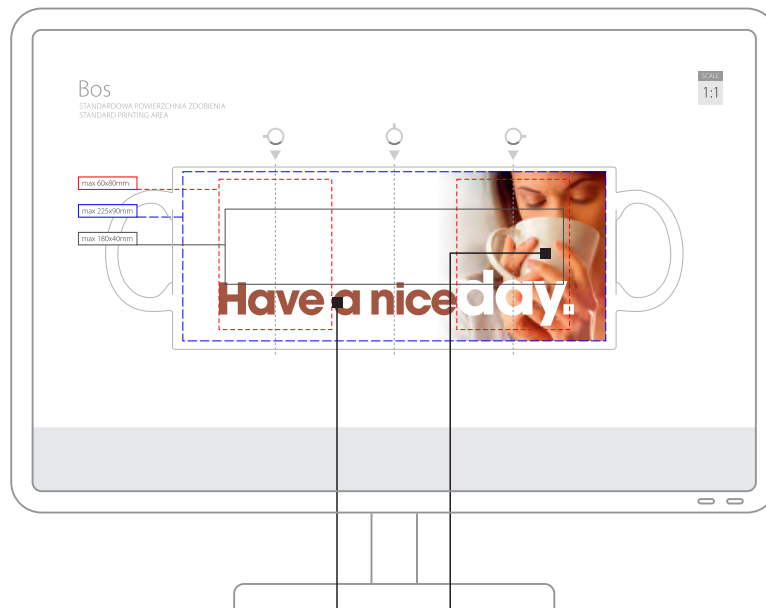 Bos
STANDARDOWA POWIERZCHNIA ZDOBIENIA
STANDARD PRINTING AREA
SCALE
1:1
max 60x80mm
max 225x90mm
max 180x40mm
Have a nice day.